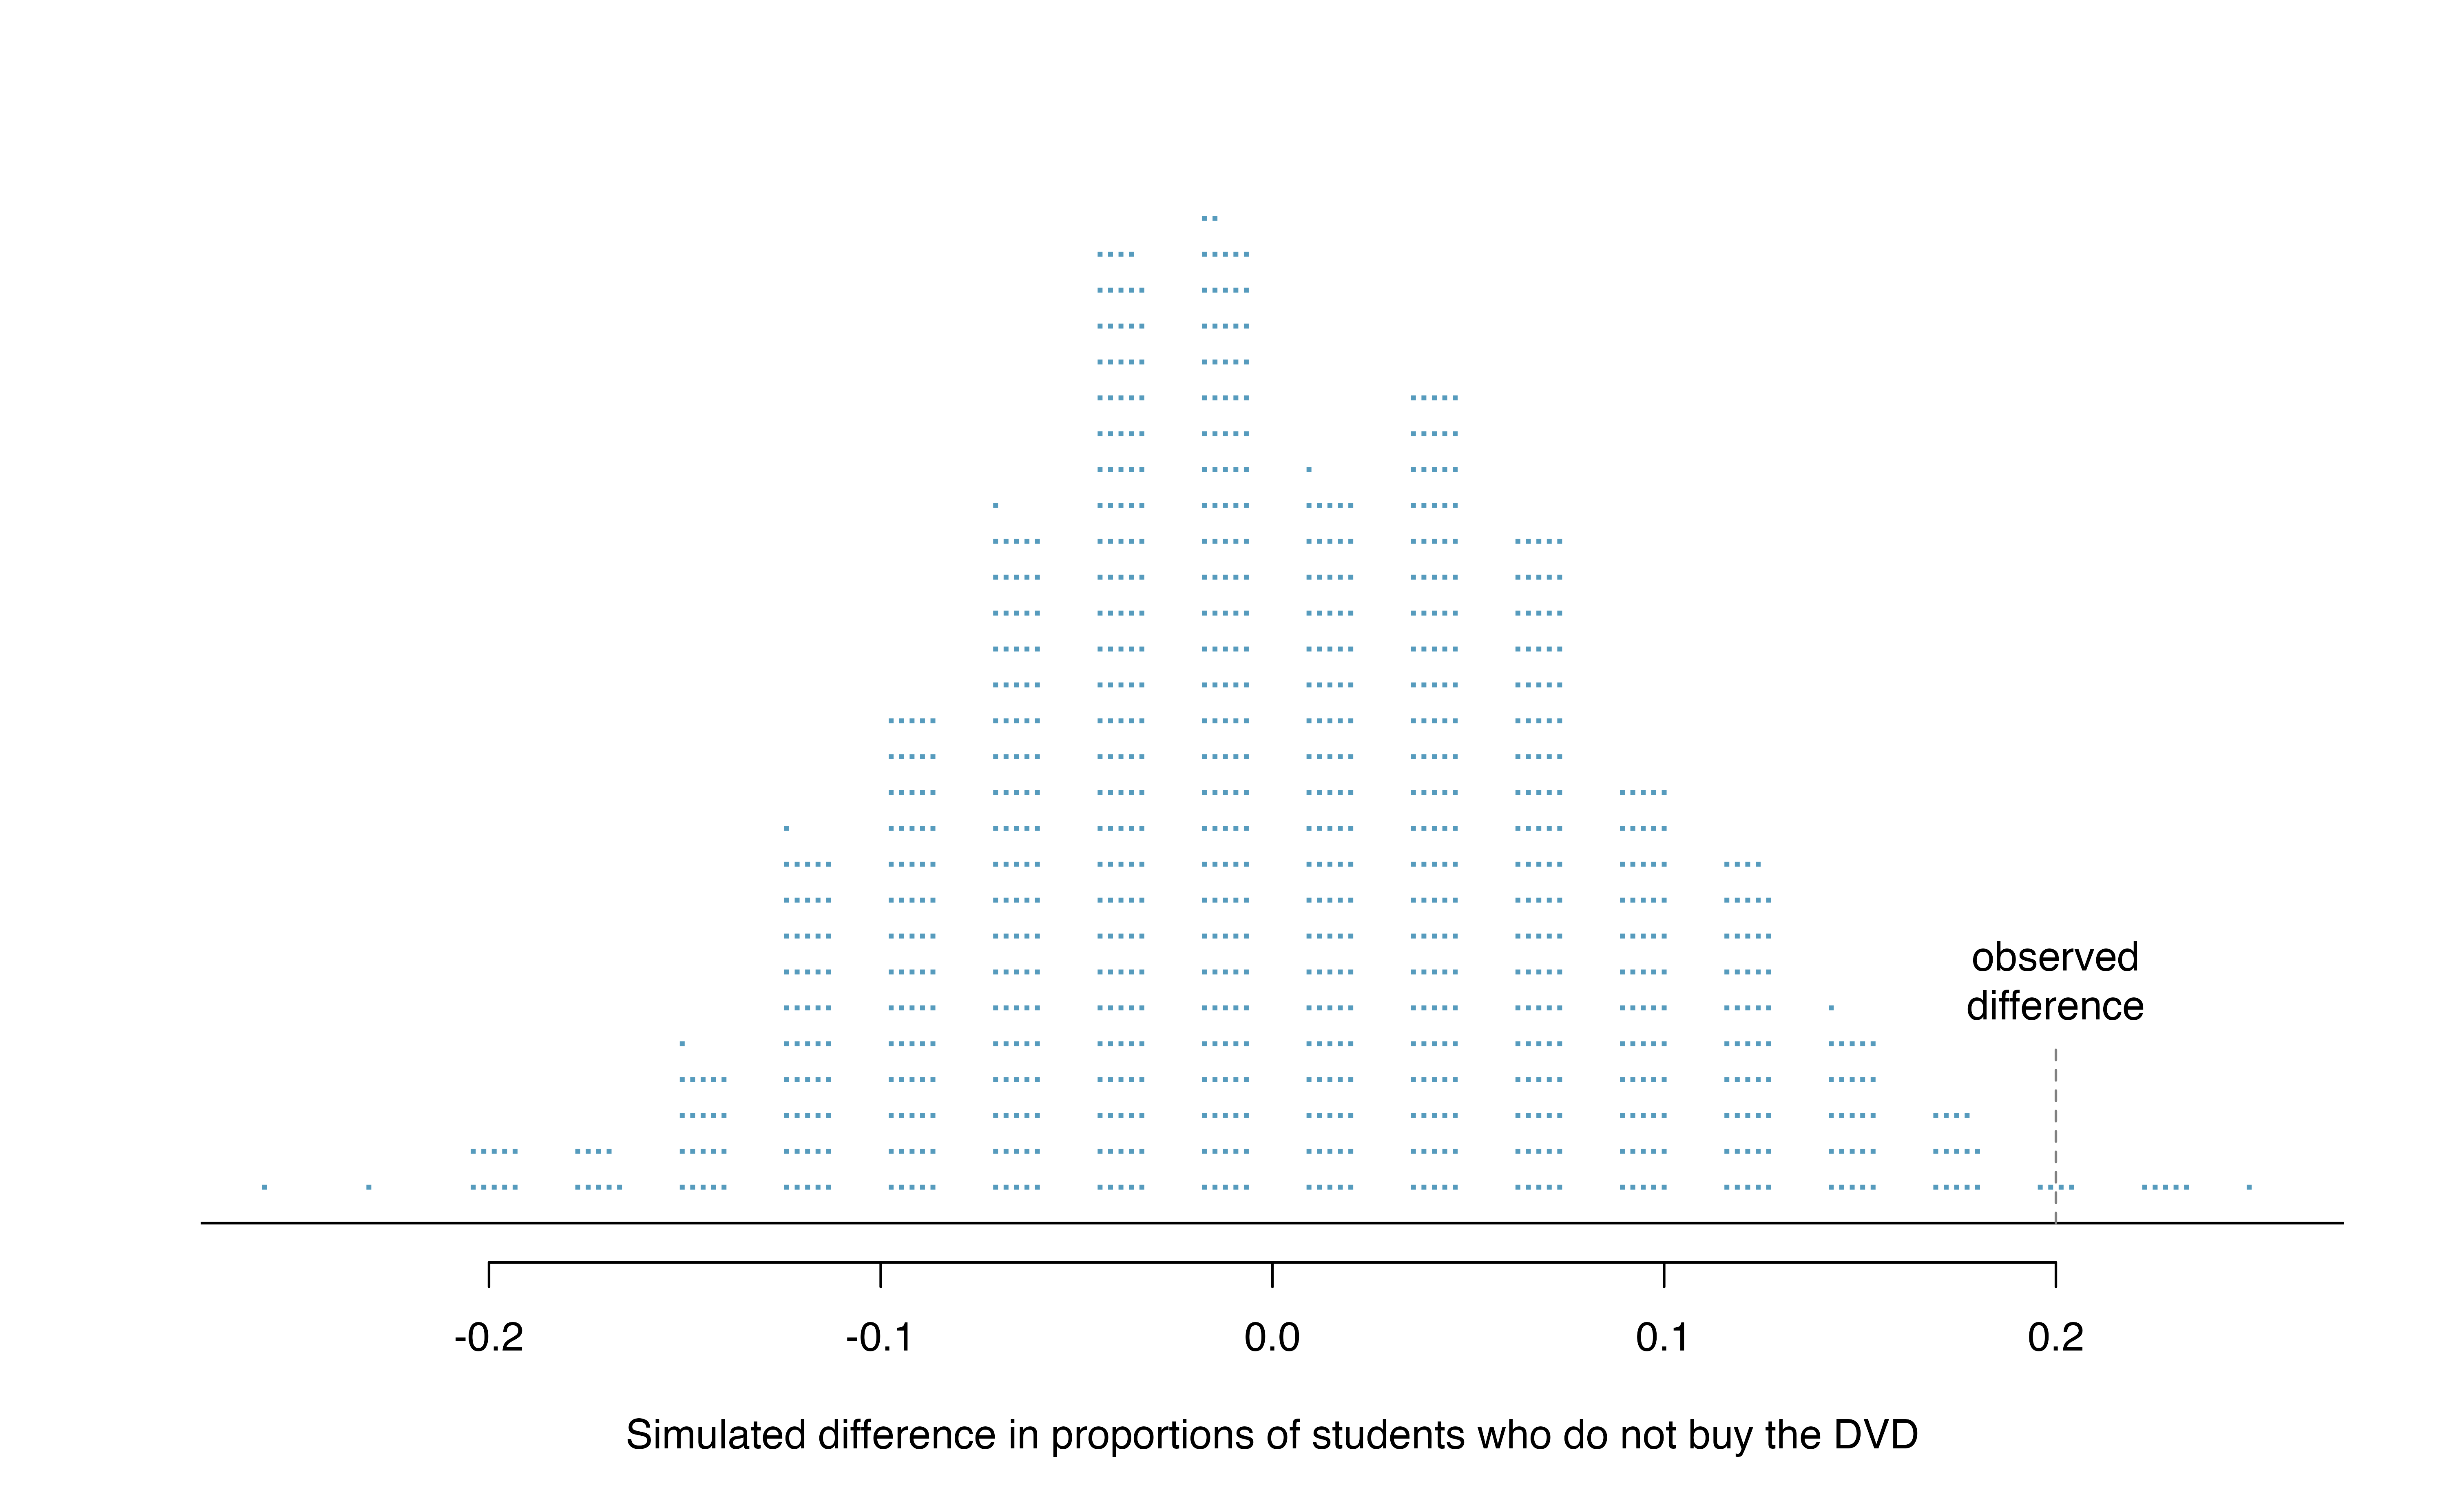 observed
difference
-0.2 -0.1 0.0 0.1 0.2
Simulated difference in proportions of students who do not buy the DVD